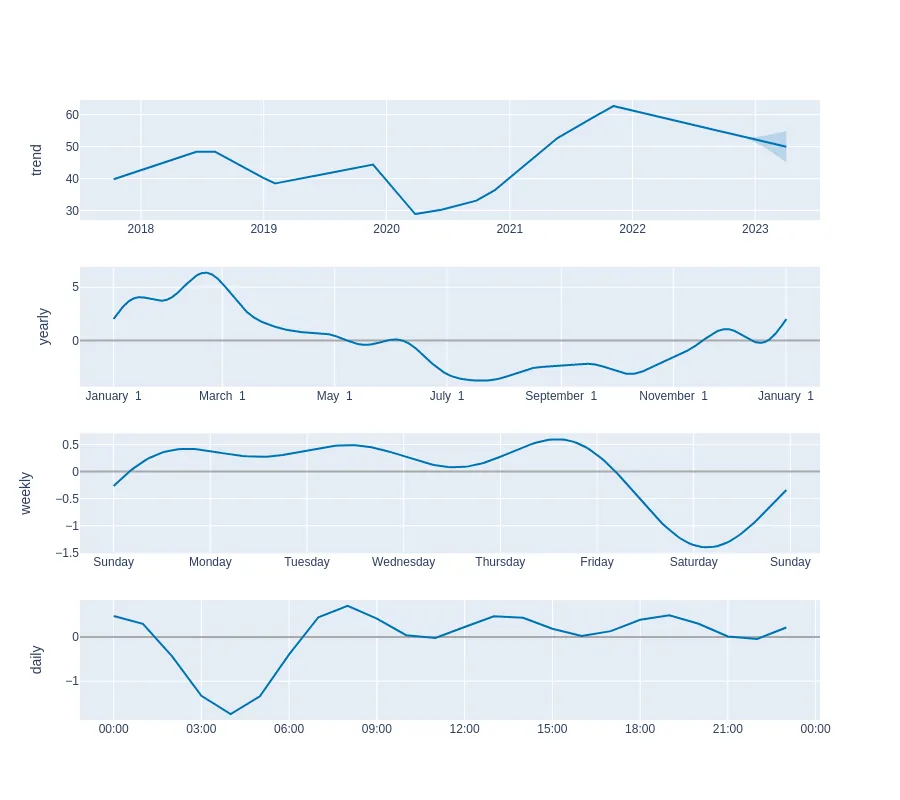 trend
60
50
40
30
2018 2019 2020 2021 2022 2023
yearly
5
0
January 1 March 1 May 1 July 1 September 1 November 1 January 1
weekly
0.5
0
−0.5
−1
−1.5
Sunday Monday Tuesday Wednesday Thursday Friday Saturday Sunday
daily
0
−1
00:00 03:00 06:00 09:00 12:00 15:00 18:00 21:00 00:00